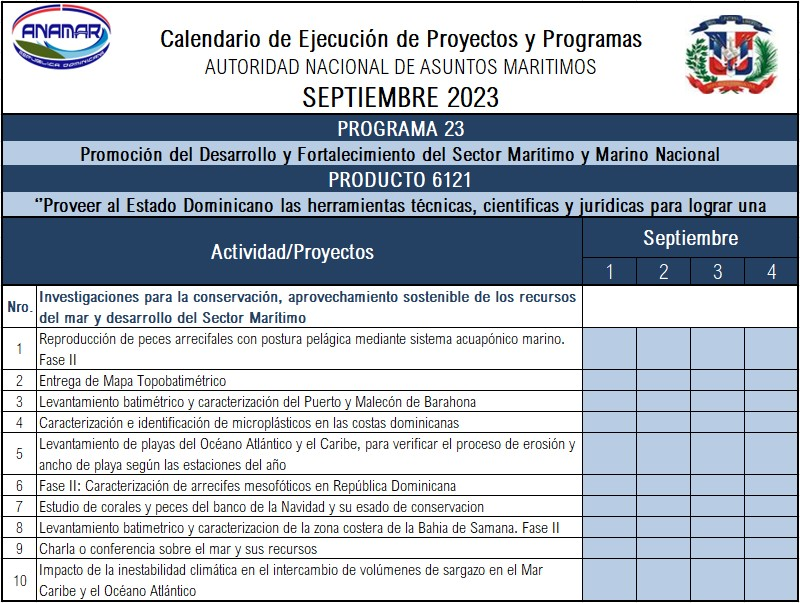 ANAMAR
REPUBLICA DOMINICANA
Calendario de Ejecución de Proyectos y Programas
AUTORIDAD NACIONAL DE ASUNTOS MARITIMOS
SEPTIEMBRE 2023
PROGRAMA 23
Promoción del Desarrollo y Fortalecimiento del Sector Marítimo y Marino Nacional
PRODUCTO 6121
"Proveer al Estado Dominicano las herramientas técnicas, científicas y jurídicas para lograr una
Actividad/Proyectos
Septiembre
1 2 3 4
Nro. Investigaciones para la conservación, aprovechamiento sostenible de los recursos
del mar y desarrollo del Sector Marítimo
1 Reproducción de peces arrecifales con postura pelágica mediante sistema acuapónico marino.
Fase II
2 Entrega de Mapa Topobatimétrico
3 Levantamiento batimétrico y caracterización del Puerto y Malecón de Barahona
4 Caracterización e identificación de microplásticos en las costas dominicanas
5 Levantamiento de playas del Océano Atlántico y el Caribe, para verificar el proceso de erosión y
ancho de playa según las estaciones del año
6 Fase II: Caracterización de arrecifes mesofóticos en República Dominicana
7 Estudio de corales y peces del banco de la Navidad y su esado de conservacion
8 Levantamiento batimetrico y caracterizacion de la zona costera de la Bahia de Samana. Fase II
9 Charla o conferencia sobre el mar y sus recursos
10 Impacto de la inestabilidad climática en el intercambio de volúmenes de sargazo en el Mar
Caribe y el Océano Atlántico